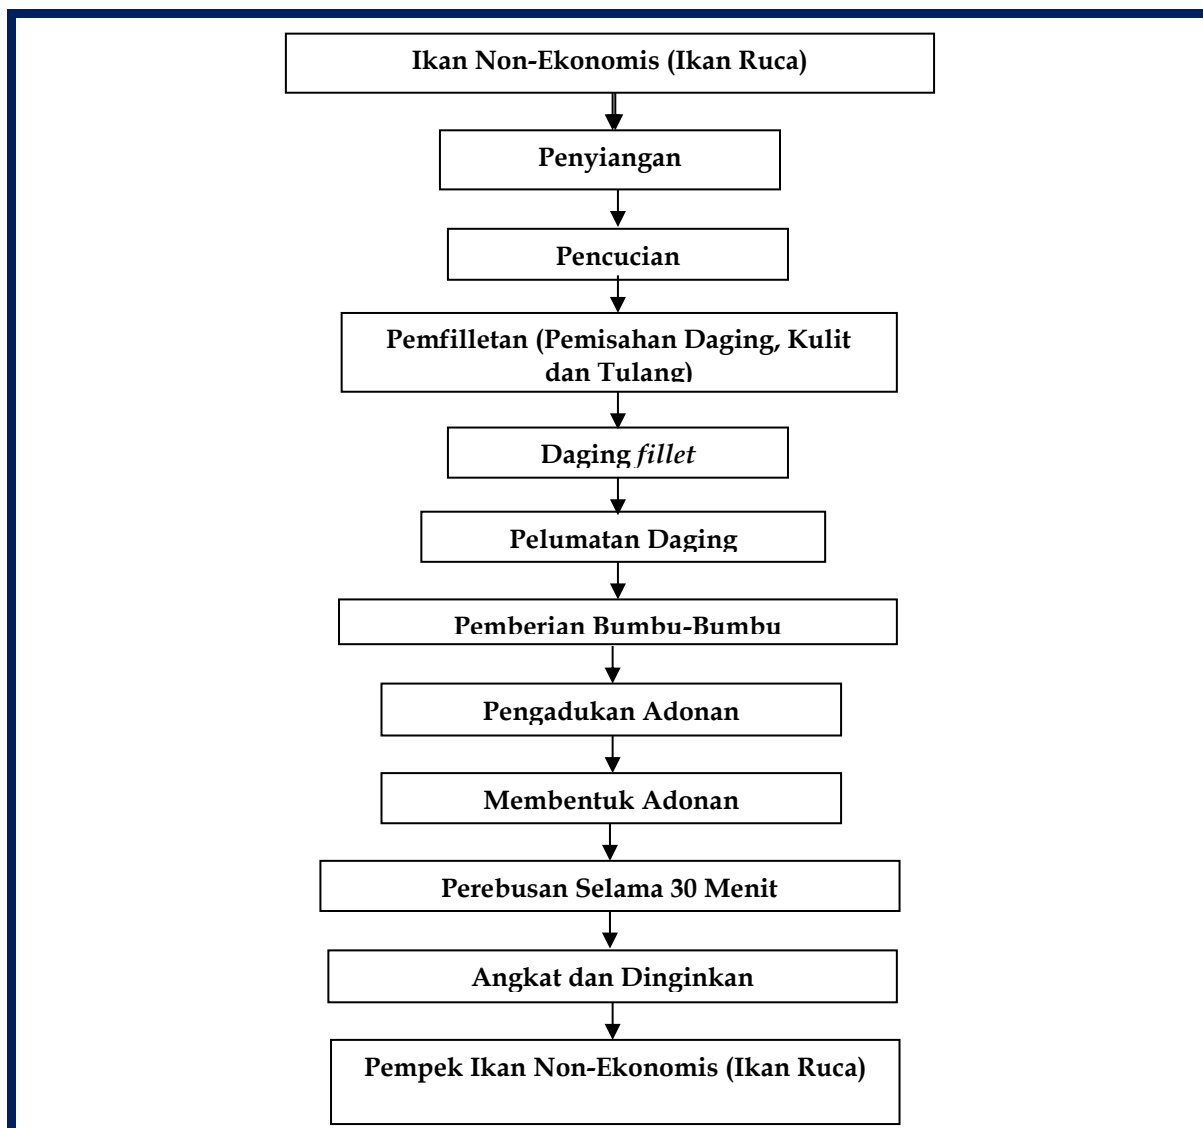 Ikan Non-Ekonomis (Ikan Ruca)
Penyiangan
Pencucian
Pemfilletan (Pemisahan Daging, Kulit
dan Tulang)
Daging fillet
Pelumatan Daging
Pemberian Bumbu-Bumbu
Pengadukan Adonan
Membentuk Adonan
Perebusan Selama 30 Menit
Angkat dan Dinginkan
Pempek Ikan Non-Ekonomis (Ikan Ruca)